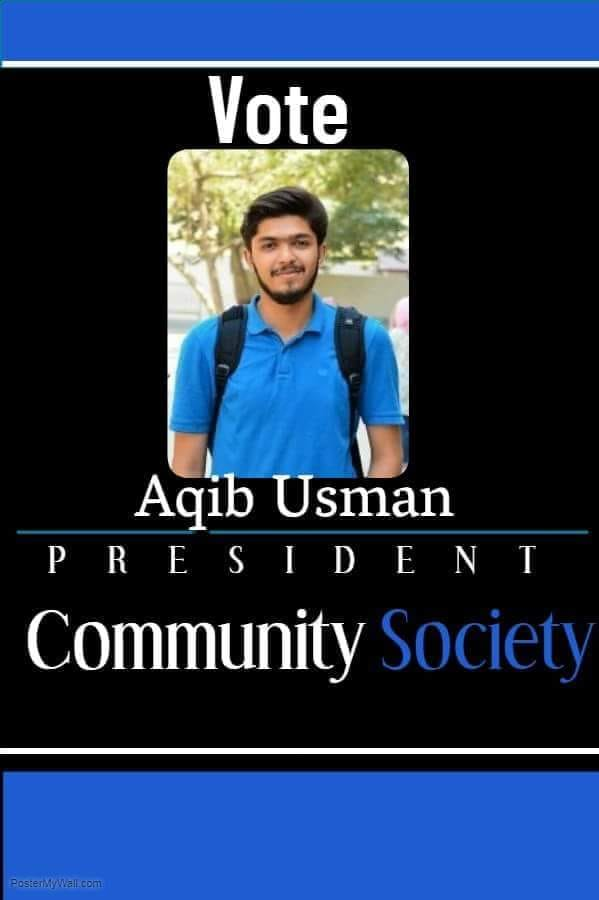 Vote
Aqib Usman
PRESIDENT
Community Society
PosterMyWall.com